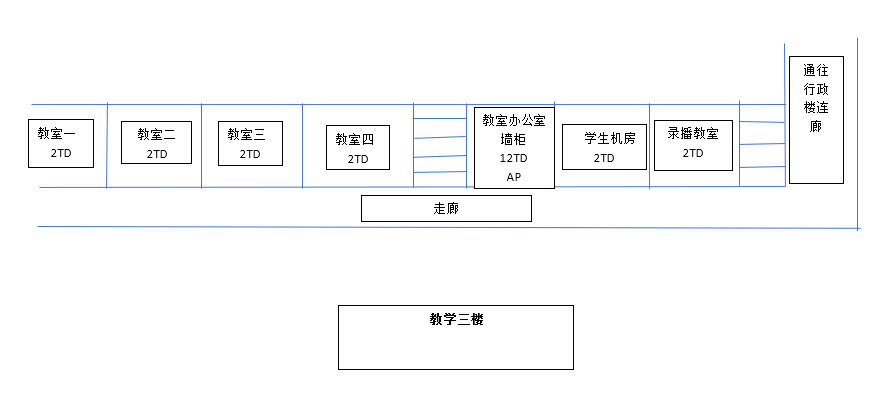 教室一
2TD
教室二
2TD
教室三
2TD
教室四
2TD
教室办公室
墙柜
12TD
AP
学生机房
2TD
录播教室
2TD
通往
行政
楼连
廊
走廊
教学三楼